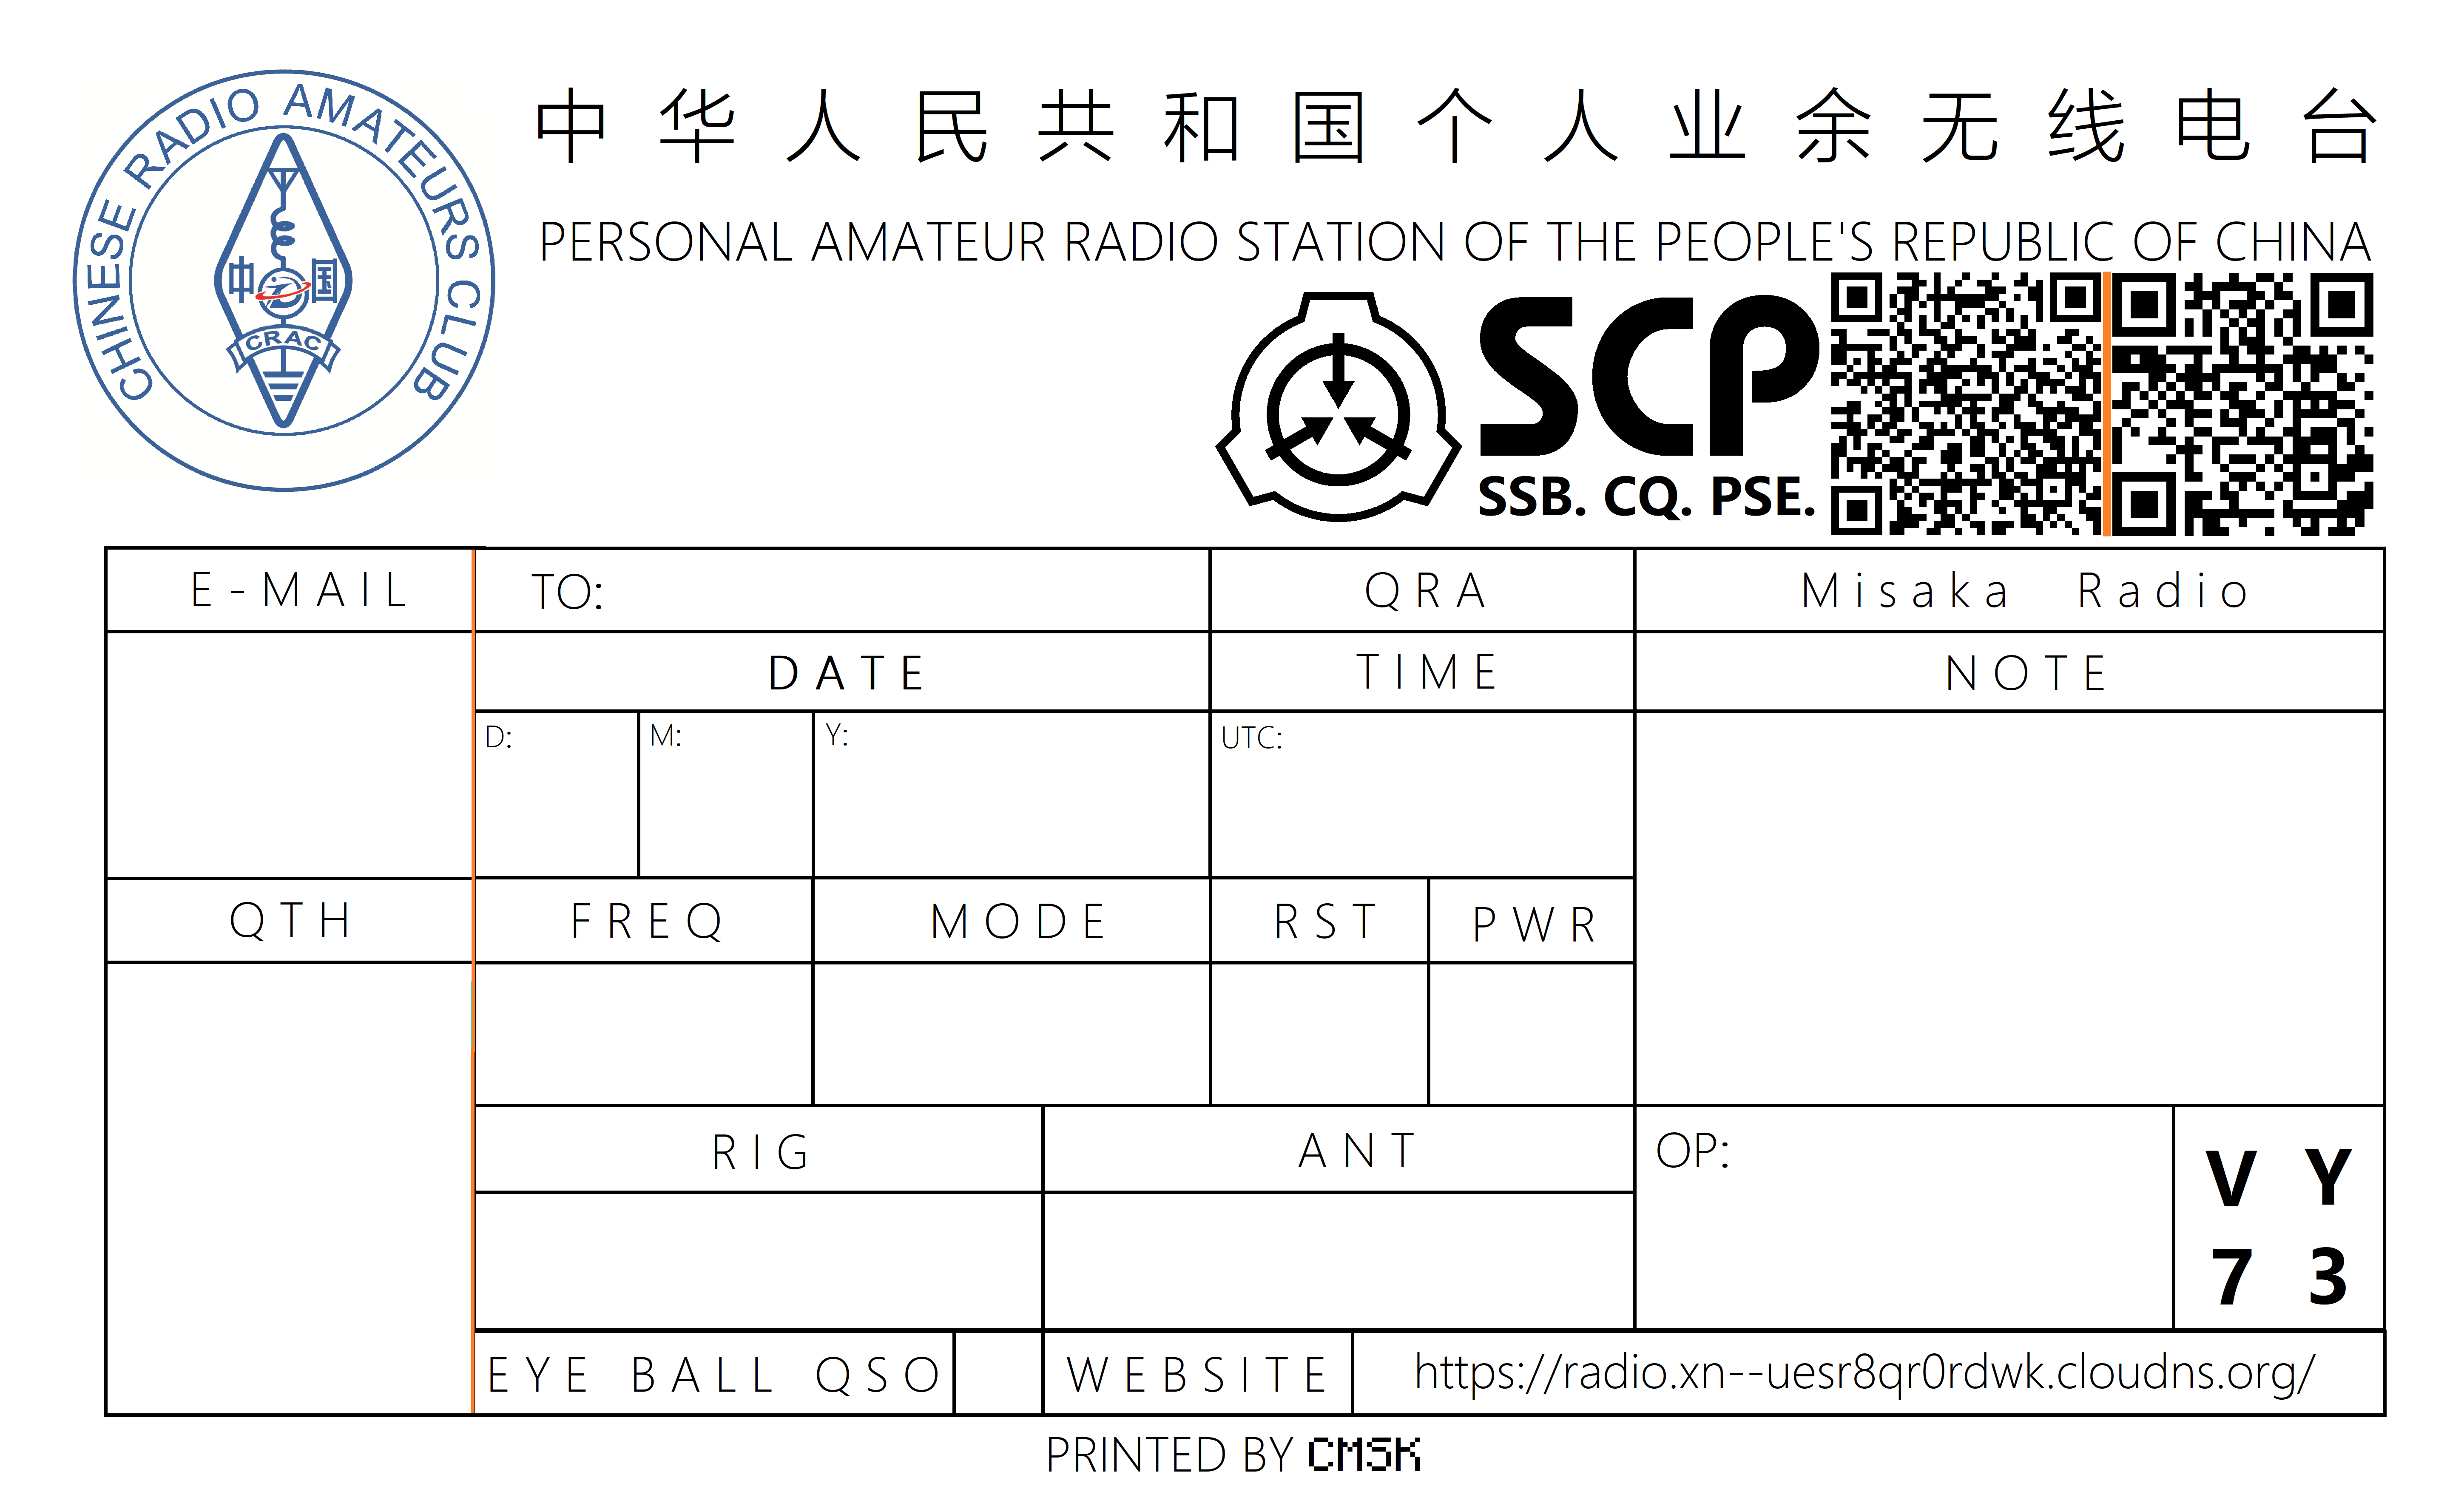 CHINESE RADIO AMATEURS CLUB
中国
CRAC
中华人民共和国个人业余无线电台
PERSONAL AMATEUR RADIO STATION OF THE PEOPLE'S REPUBLIC OF CHINA
SCP
SSB. CQ. PSE.
E-MAIL
TO:
QRA
Misaka Radio
DATE
TIME
NOTE
D:
M:
Y:
UTC:
QTH
FREQ
MODE
RST
PWR
RIG
ANT
OP:
VY
73
EYE BALL QSO
WEBSITE
https://radio.xn--uesr8qr0rdwk.cloudns.org/
PRINTED BY CMSK